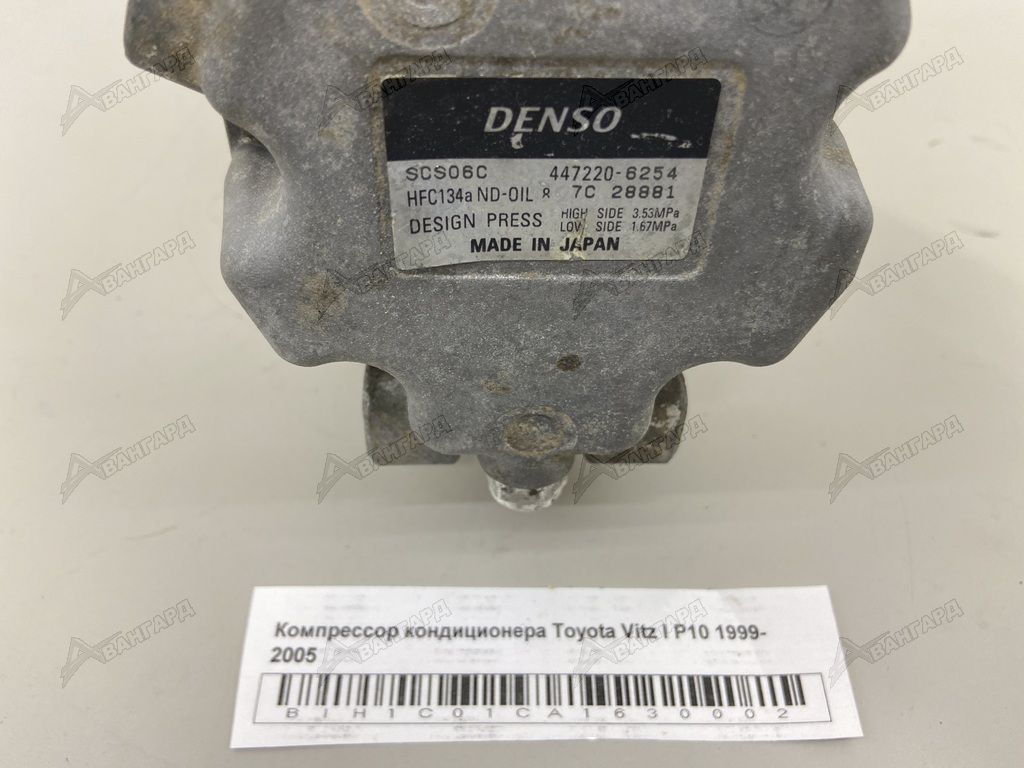 DENSO
SCS06C 447220-6254
HFC134a ND-OIL 8 7C 28881
DESIGN PRESS HIGH SIDE 3.53MPa
LOW SIDE 1.67MPa
MADE IN JAPAN
Компрессор кондиционера Toyota Vitz I P10 1999-
2005
BIH1C01CA1630002
АВАНГАРД